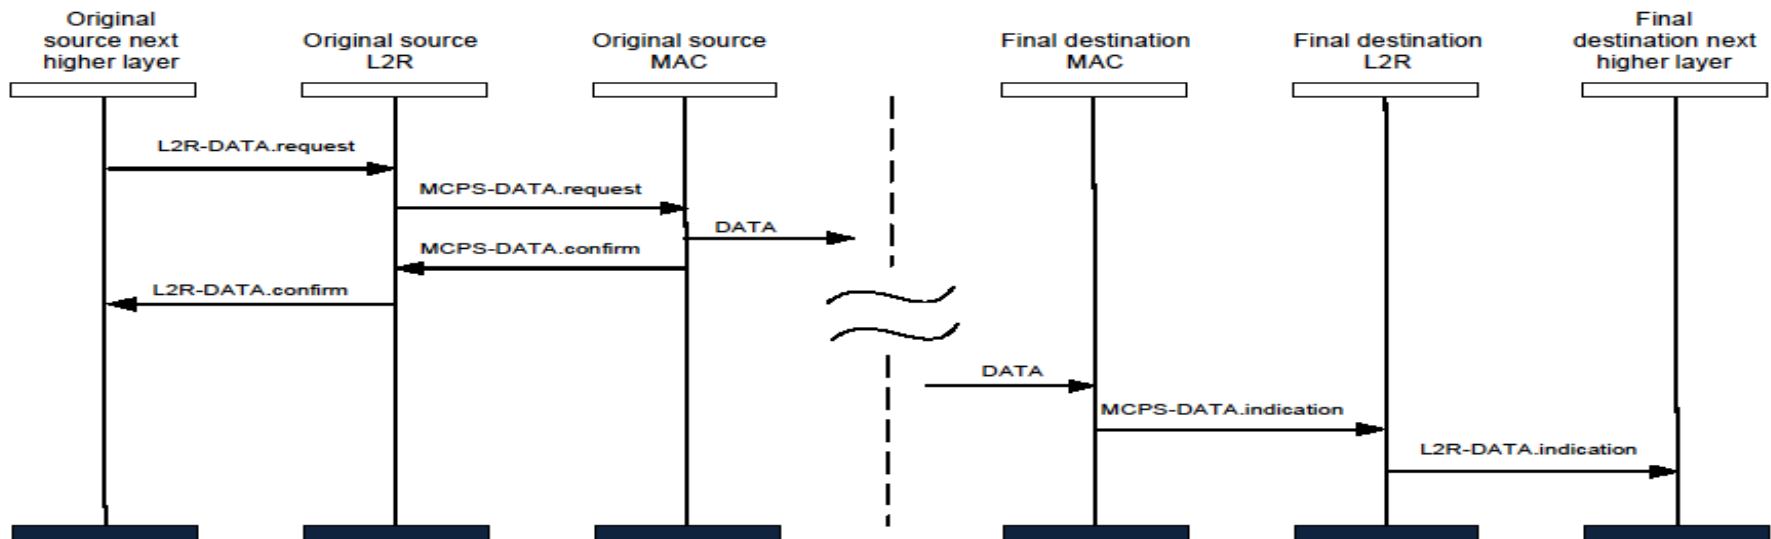 Original
source next
higher layer
Original source
L2R
Original source
MAC
Final destination
MAC
Final destination
L2R
Final
destination next
higher layer
L2R-DATA.request
MCPS-DATA.request
DATA
MCPS-DATA.confirm
L2R-DATA.confirm
DATA
MCPS-DATA.indication
L2R-DATA.indication